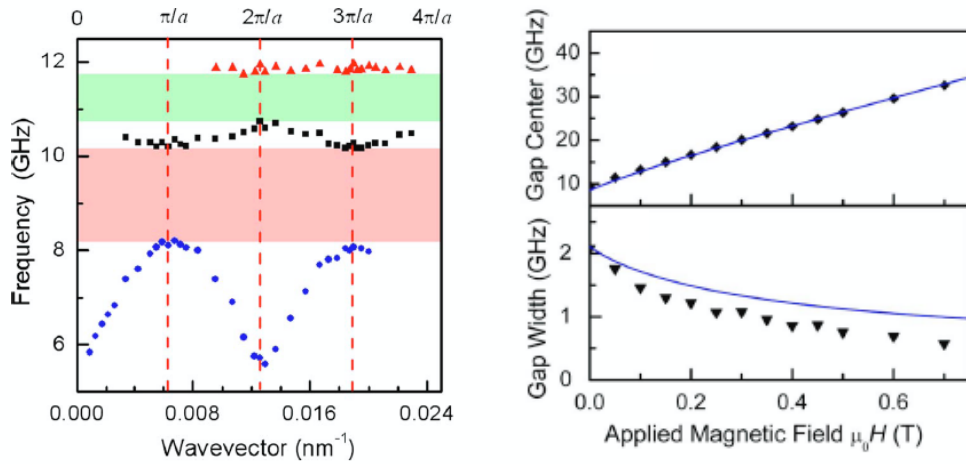 0 π/a 2π/a 3π/a 4π/a
12
10
8
6
Frequency (GHz)
0.000 0.008 0.016 0.024
Wavevector (nm⁻¹)
40
30
20
10
Gap Center (GHz)
2
1
0
Gap Width (GHz)
0.0 0.2 0.4 0.6
Applied Magnetic Field μ₀H (T)